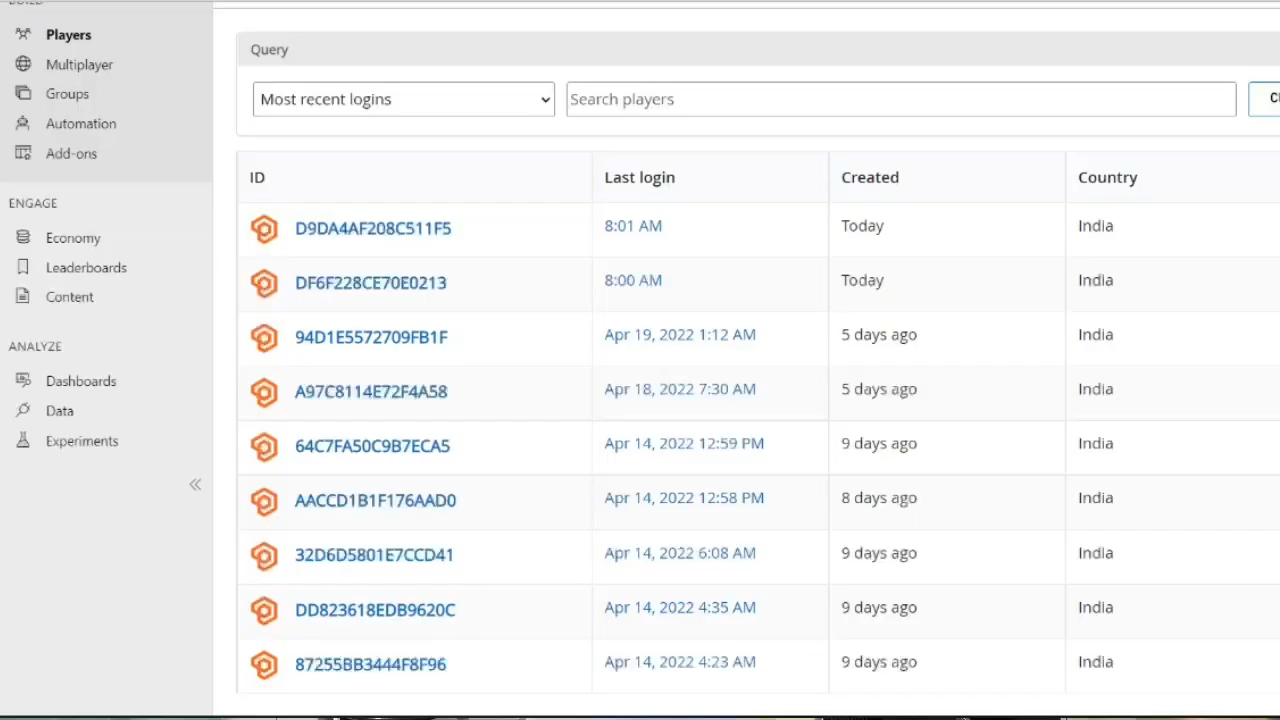 BUILD
Players
Multiplayer
Groups
Automation
Add-ons
ENGAGE
Economy
Leaderboards
Content
ANALYZE
Dashboards
Data
Experiments
Query
Most recent logins
Search players
ID Last login Created Country
D9DA4AF208C511F5 8:01 AM Today India
DF6F228CE70E0213 8:00 AM Today India
94D1E5572709FB1F Apr 19, 2022 1:12 AM 5 days ago India
A97C8114E72F4A58 Apr 18, 2022 7:30 AM 5 days ago India
64C7FA50C9B7ECA5 Apr 14, 2022 12:59 PM 9 days ago India
AACCD1B1F176AAD0 Apr 14, 2022 12:58 PM 8 days ago India
32D6D5801E7CCD41 Apr 14, 2022 6:08 AM 9 days ago India
DD823618EDB9620C Apr 14, 2022 4:35 AM 9 days ago India
87255BB3444F8F96 Apr 14, 2022 4:23 AM 9 days ago India